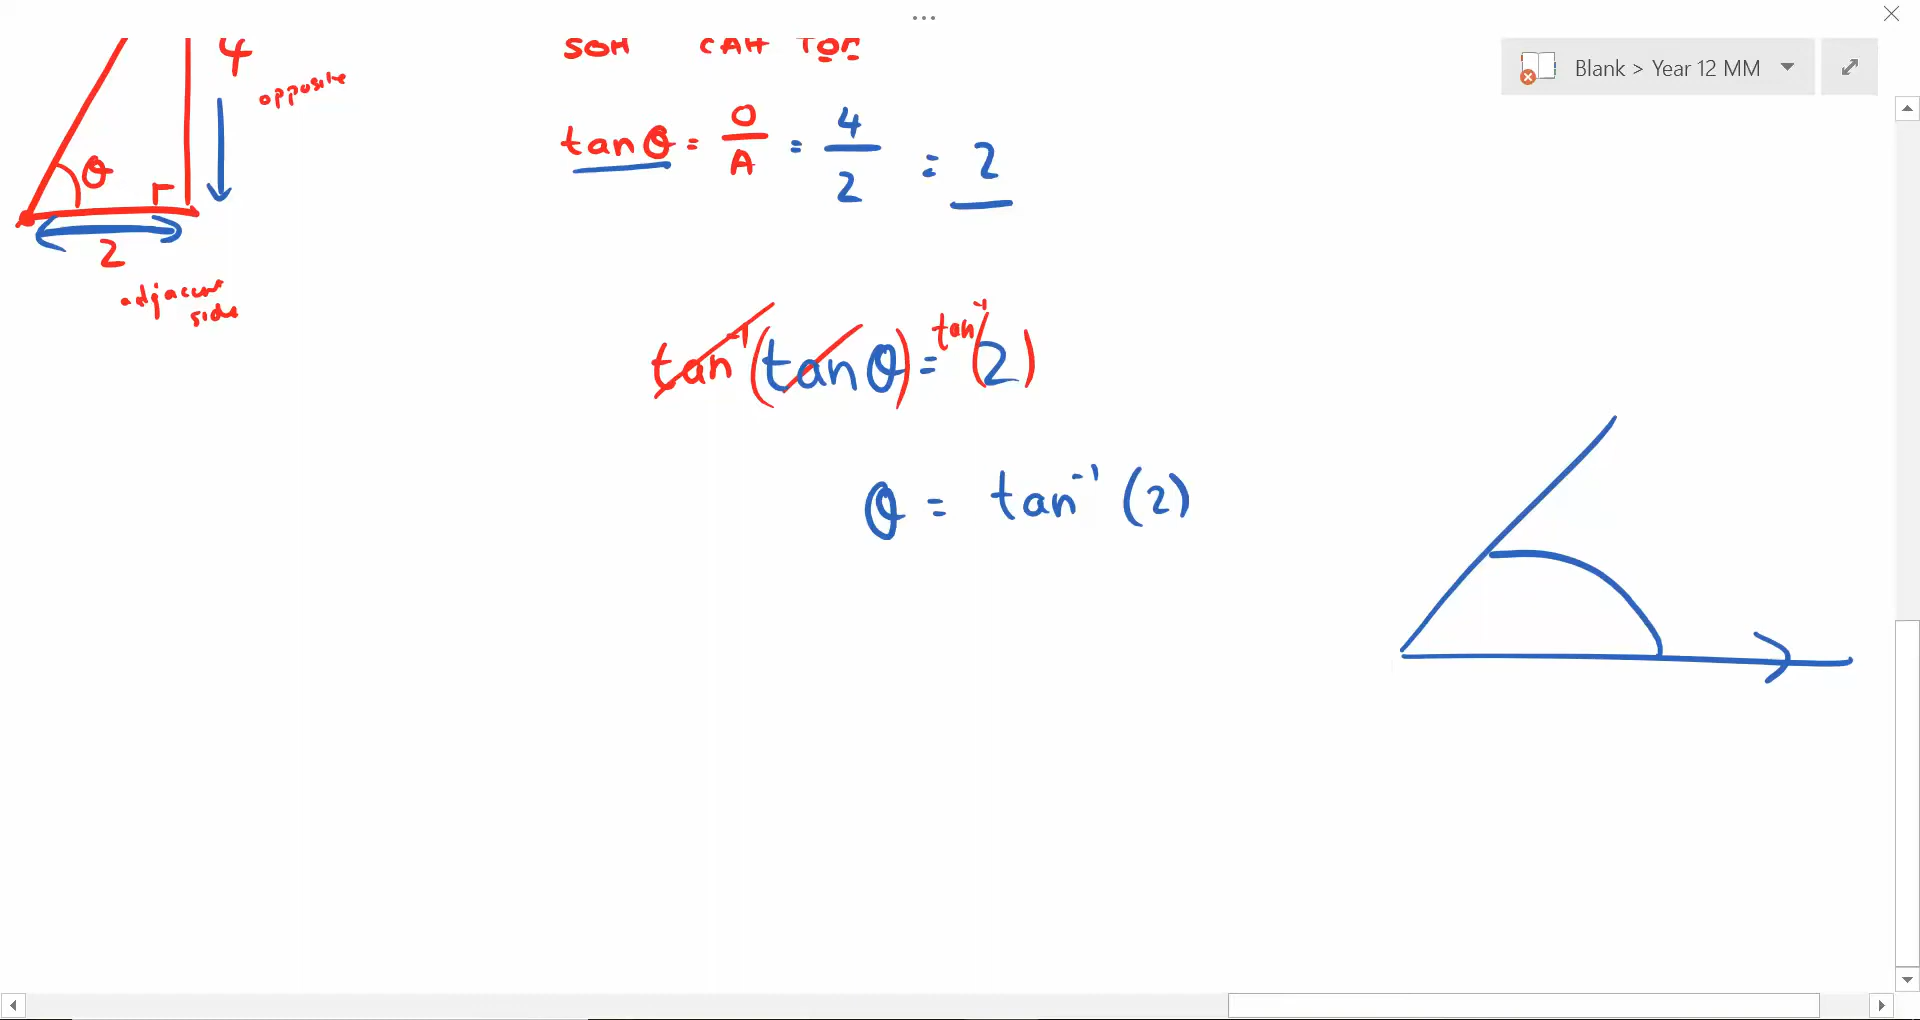 ...
Blank > Year 12 MM
SOH CAH TOA
4
opposite
tanθ = O/A = 4/2 = 2
θ
2
adjacent
side
tan⁻¹(tanθ) = tan⁻¹(2)
θ = tan⁻¹(2)